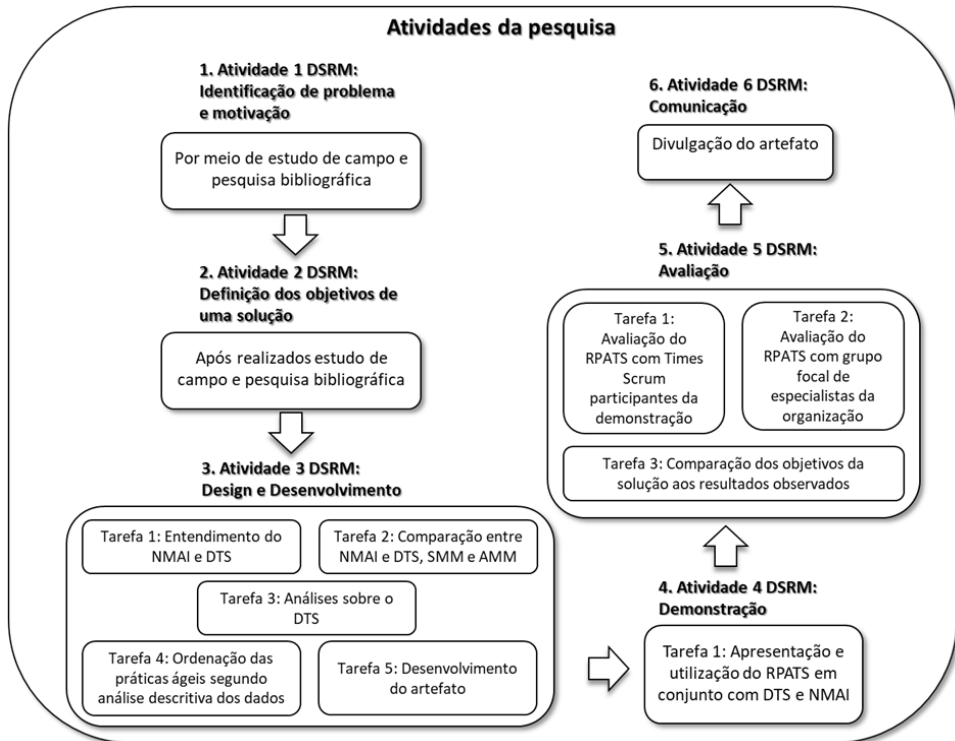 Atividades da pesquisa
1. Atividade 1 DSRM:
Identificação de problema
e motivação
Por meio de estudo de campo e
pesquisa bibliográfica
2. Atividade 2 DSRM:
Definição dos objetivos de
uma solução
Após realizados estudo de
campo e pesquisa bibliográfica
3. Atividade 3 DSRM:
Design e Desenvolvimento
Tarefa 1: Entendimento do
NMAI e DTS
Tarefa 2: Comparação entre
NMAI e DTS, SMM e AMM
Tarefa 3: Análises sobre o
DTS
Tarefa 4: Ordenação das
práticas ágeis segundo
análise descritiva dos dados
Tarefa 5: Desenvolvimento
do artefato
4. Atividade 4 DSRM:
Demonstração
Tarefa 1: Apresentação e
utilização do RPATS em
conjunto com DTS e NMAI
5. Atividade 5 DSRM:
Avaliação
Tarefa 1:
Avaliação do
RPATS com Times
Scrum
participantes da
demonstração
Tarefa 2:
Avaliação do
RPATS com grupo
focal de
especialistas da
organização
Tarefa 3: Comparação dos objetivos da
solução aos resultados observados
6. Atividade 6 DSRM:
Comunicação
Divulgação do artefato